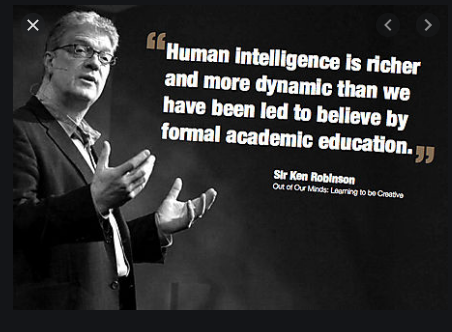 “Human intelligence is richer
and more dynamic than we
have been led to believe by
formal academic education.”
Sir Ken Robinson
Out of Our Minds: Learning to be Creative